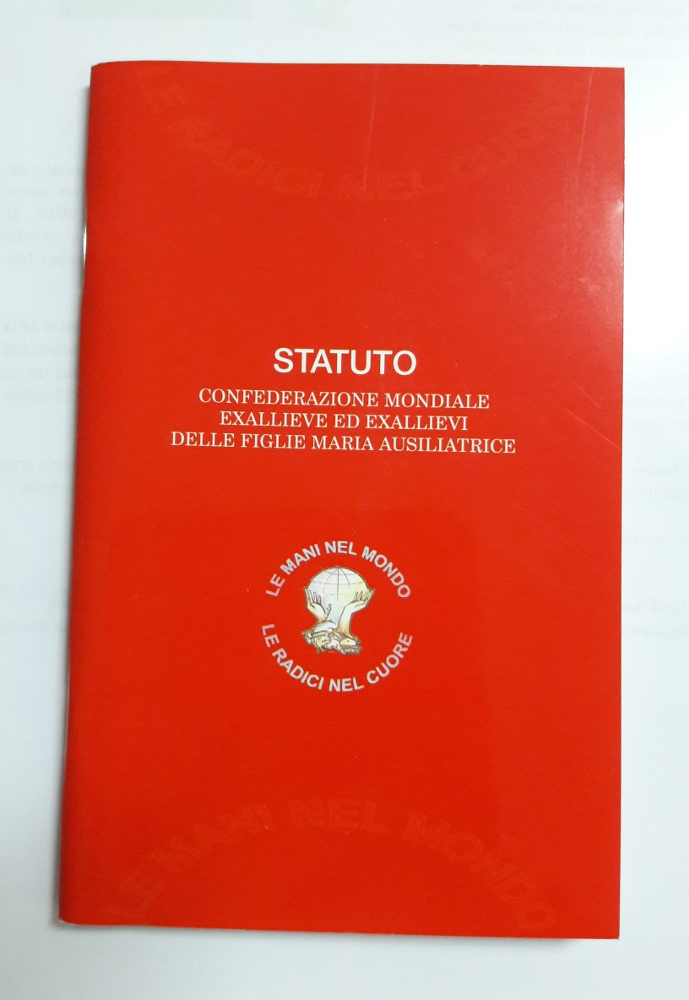 LE RADICI NEL CUORE
STATUTO
CONFEDERAZIONE MONDIALE
EXALLIEVE ED EXALLIEVI
DELLE FIGLIE MARIA AUSILIATRICE
LE MANI NEL MONDO
LE RADICI NEL CUORE
LE MANI NEL MONDO